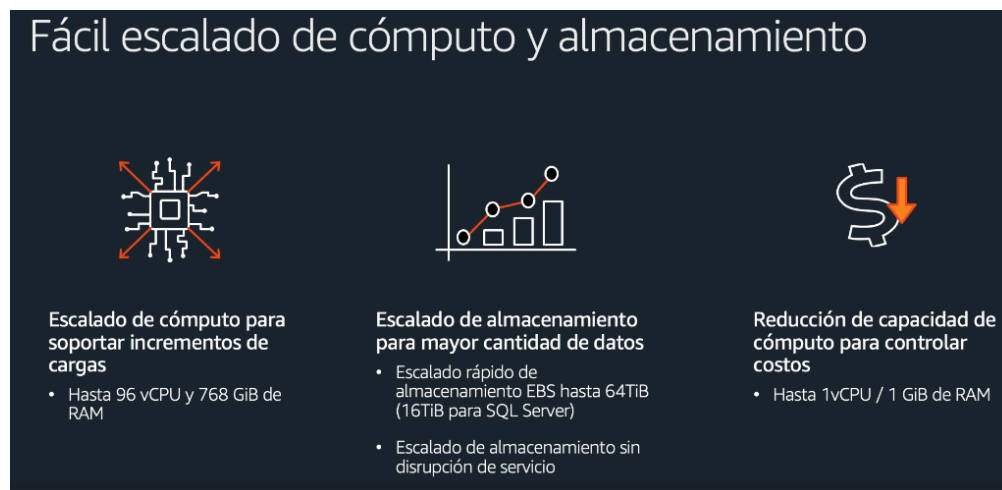 Fácil escalado de cómputo y almacenamiento
Escalado de cómputo para
soportar incrementos de
cargas
• Hasta 96 vCPU y 768 GiB de
RAM
Escalado de almacenamiento
para mayor cantidad de datos
• Escalado rápido de
almacenamiento EBS hasta 64TiB
(16TiB para SQL Server)
• Escalado de almacenamiento sin
disrupción de servicio
Reducción de capacidad de
cómputo para controlar
costos
• Hasta 1vCPU / 1 GiB de RAM